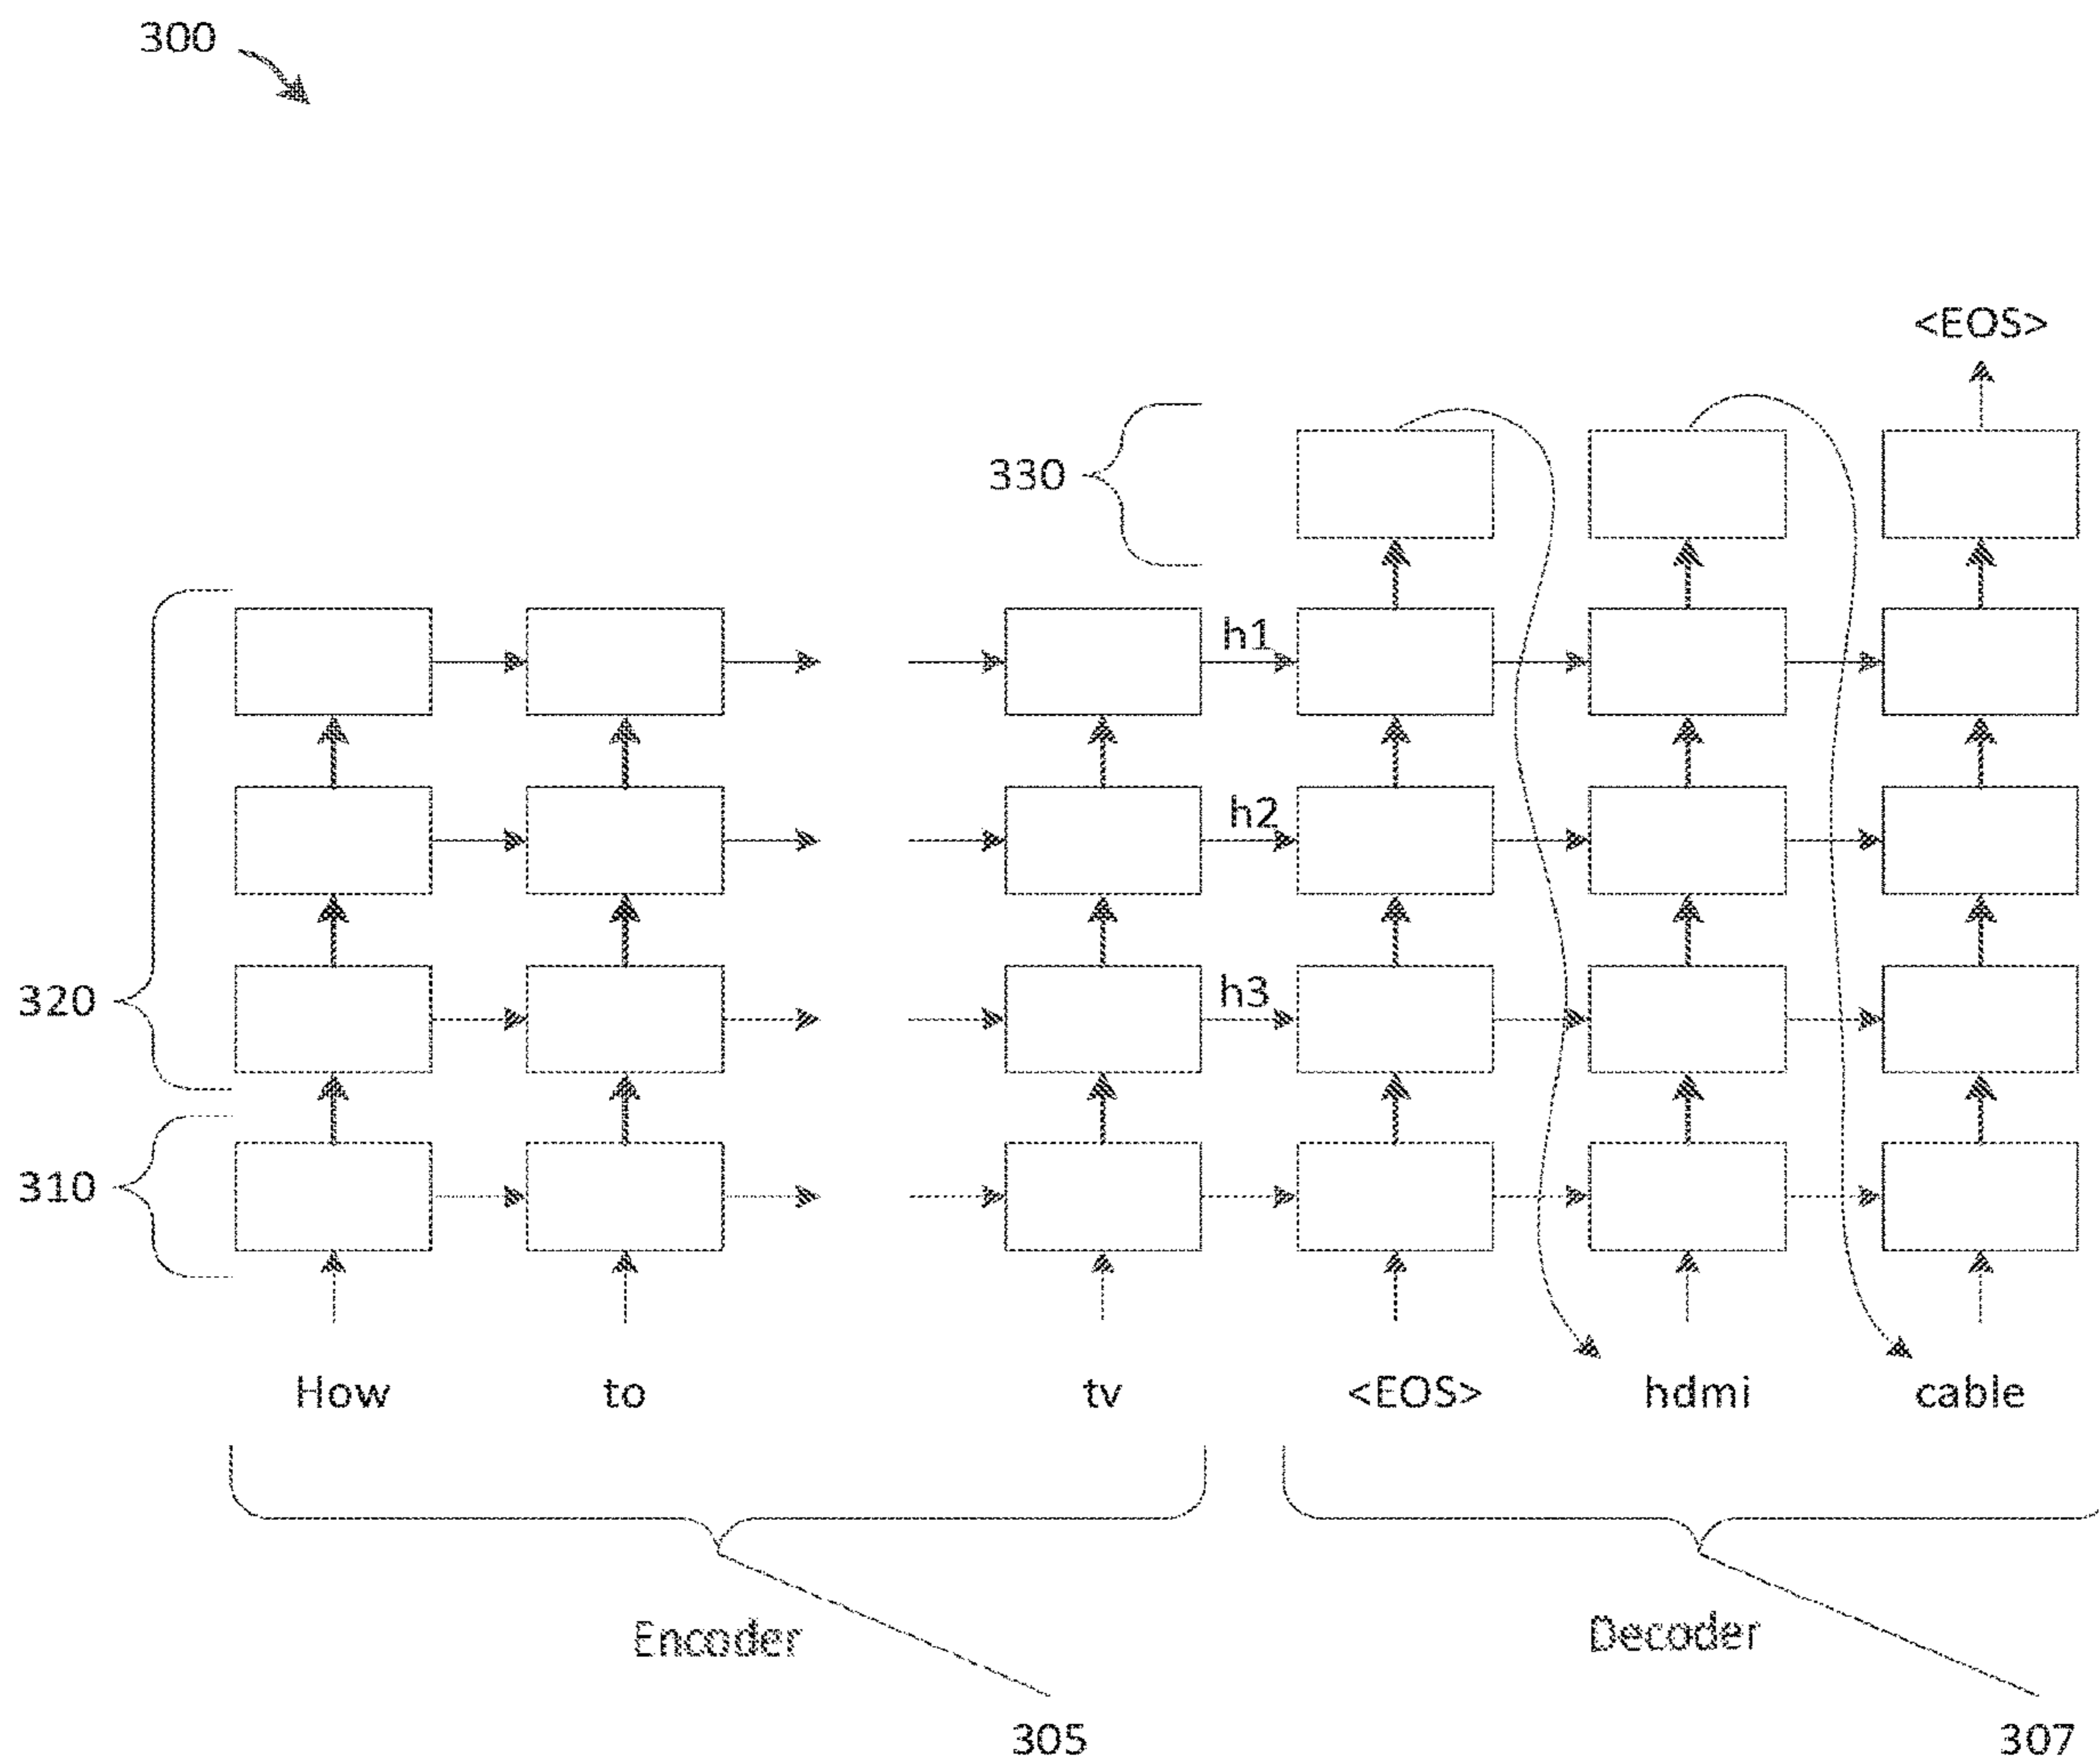 300
<EOS>
330
h1
h2
320
h3
310
How to tv <EOS> hdmi cable
Encoder Decoder
305 307